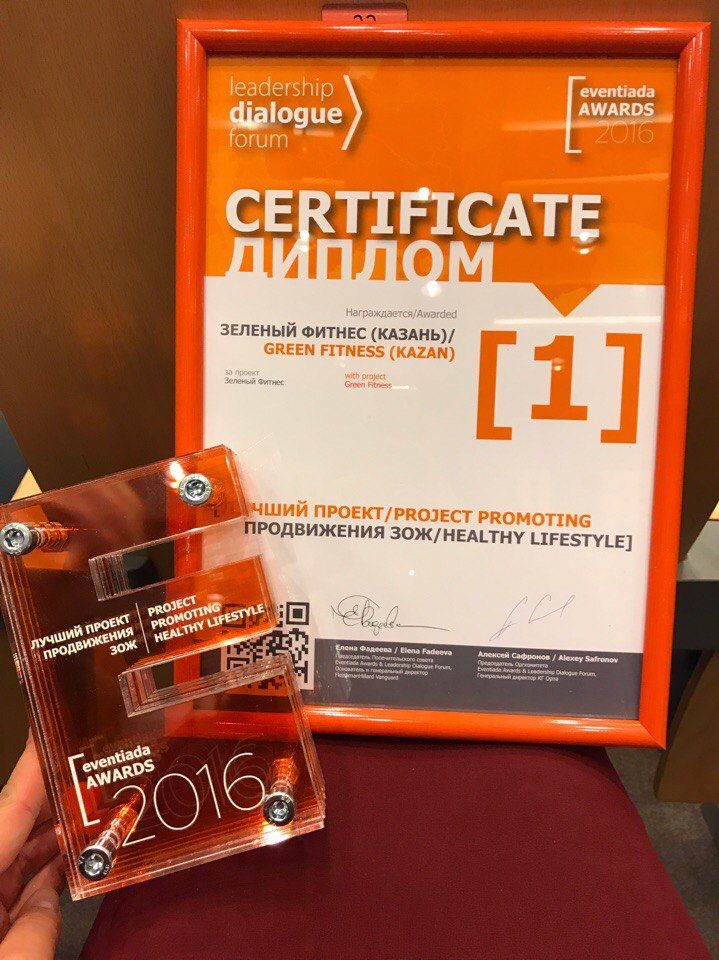 leadership
dialogue
forum
eventiada
AWARDS
2016
CERTIFICATE
ДИПЛОМ
Награждается/Awarded
ЗЕЛЕНЫЙ ФИТНЕС (КАЗАНЬ)/
GREEN FITNESS (KAZAN)
за проект
Зеленый Фитнес
with project
Green Fitness
[1]
ЧШИЙ ПРОЕКТ/PROJECT PROMOTING
ПРОДВИЖЕНИЯ ЗОЖ/HEALTHY LIFESTYLE]
Елена Фадеева / Elena Fadeeva
Председатель Попечительского совета
Eventiada Awards & Leadership Dialogue Forum,
Основатель и генеральный директор
FleishmanHillard Vanguard
Алексей Сафронов / Alexey Safronov
Председатель Оргкомитета
Eventiada Awards & Leadership Dialogue Forum,
Генеральный директор КГ Орта
ЛУЧШИЙ ПРОЕКТ
ПРОДВИЖЕНИЯ
ЗОЖ
PROJECT
PROMOTING
HEALTHY LIFESTYLE
eventiada
AWARDS
2016